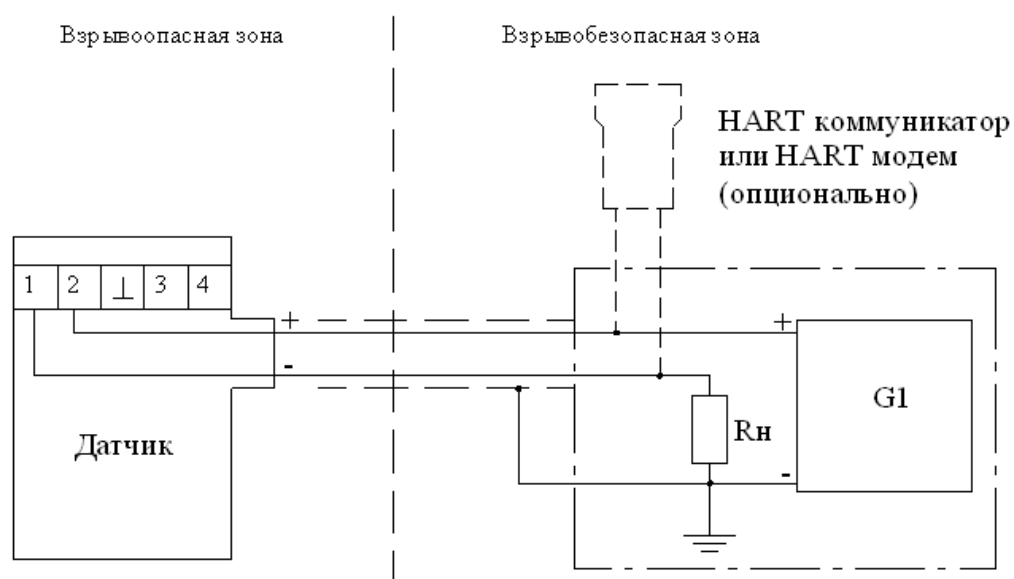 Взрывоопасная зона
Взрывобезопасная зона
HART коммуникатор
или HART модем
(опционально)
1 2 ⊥ 3 4
+
+
-
G1
Rн
Датчик
-